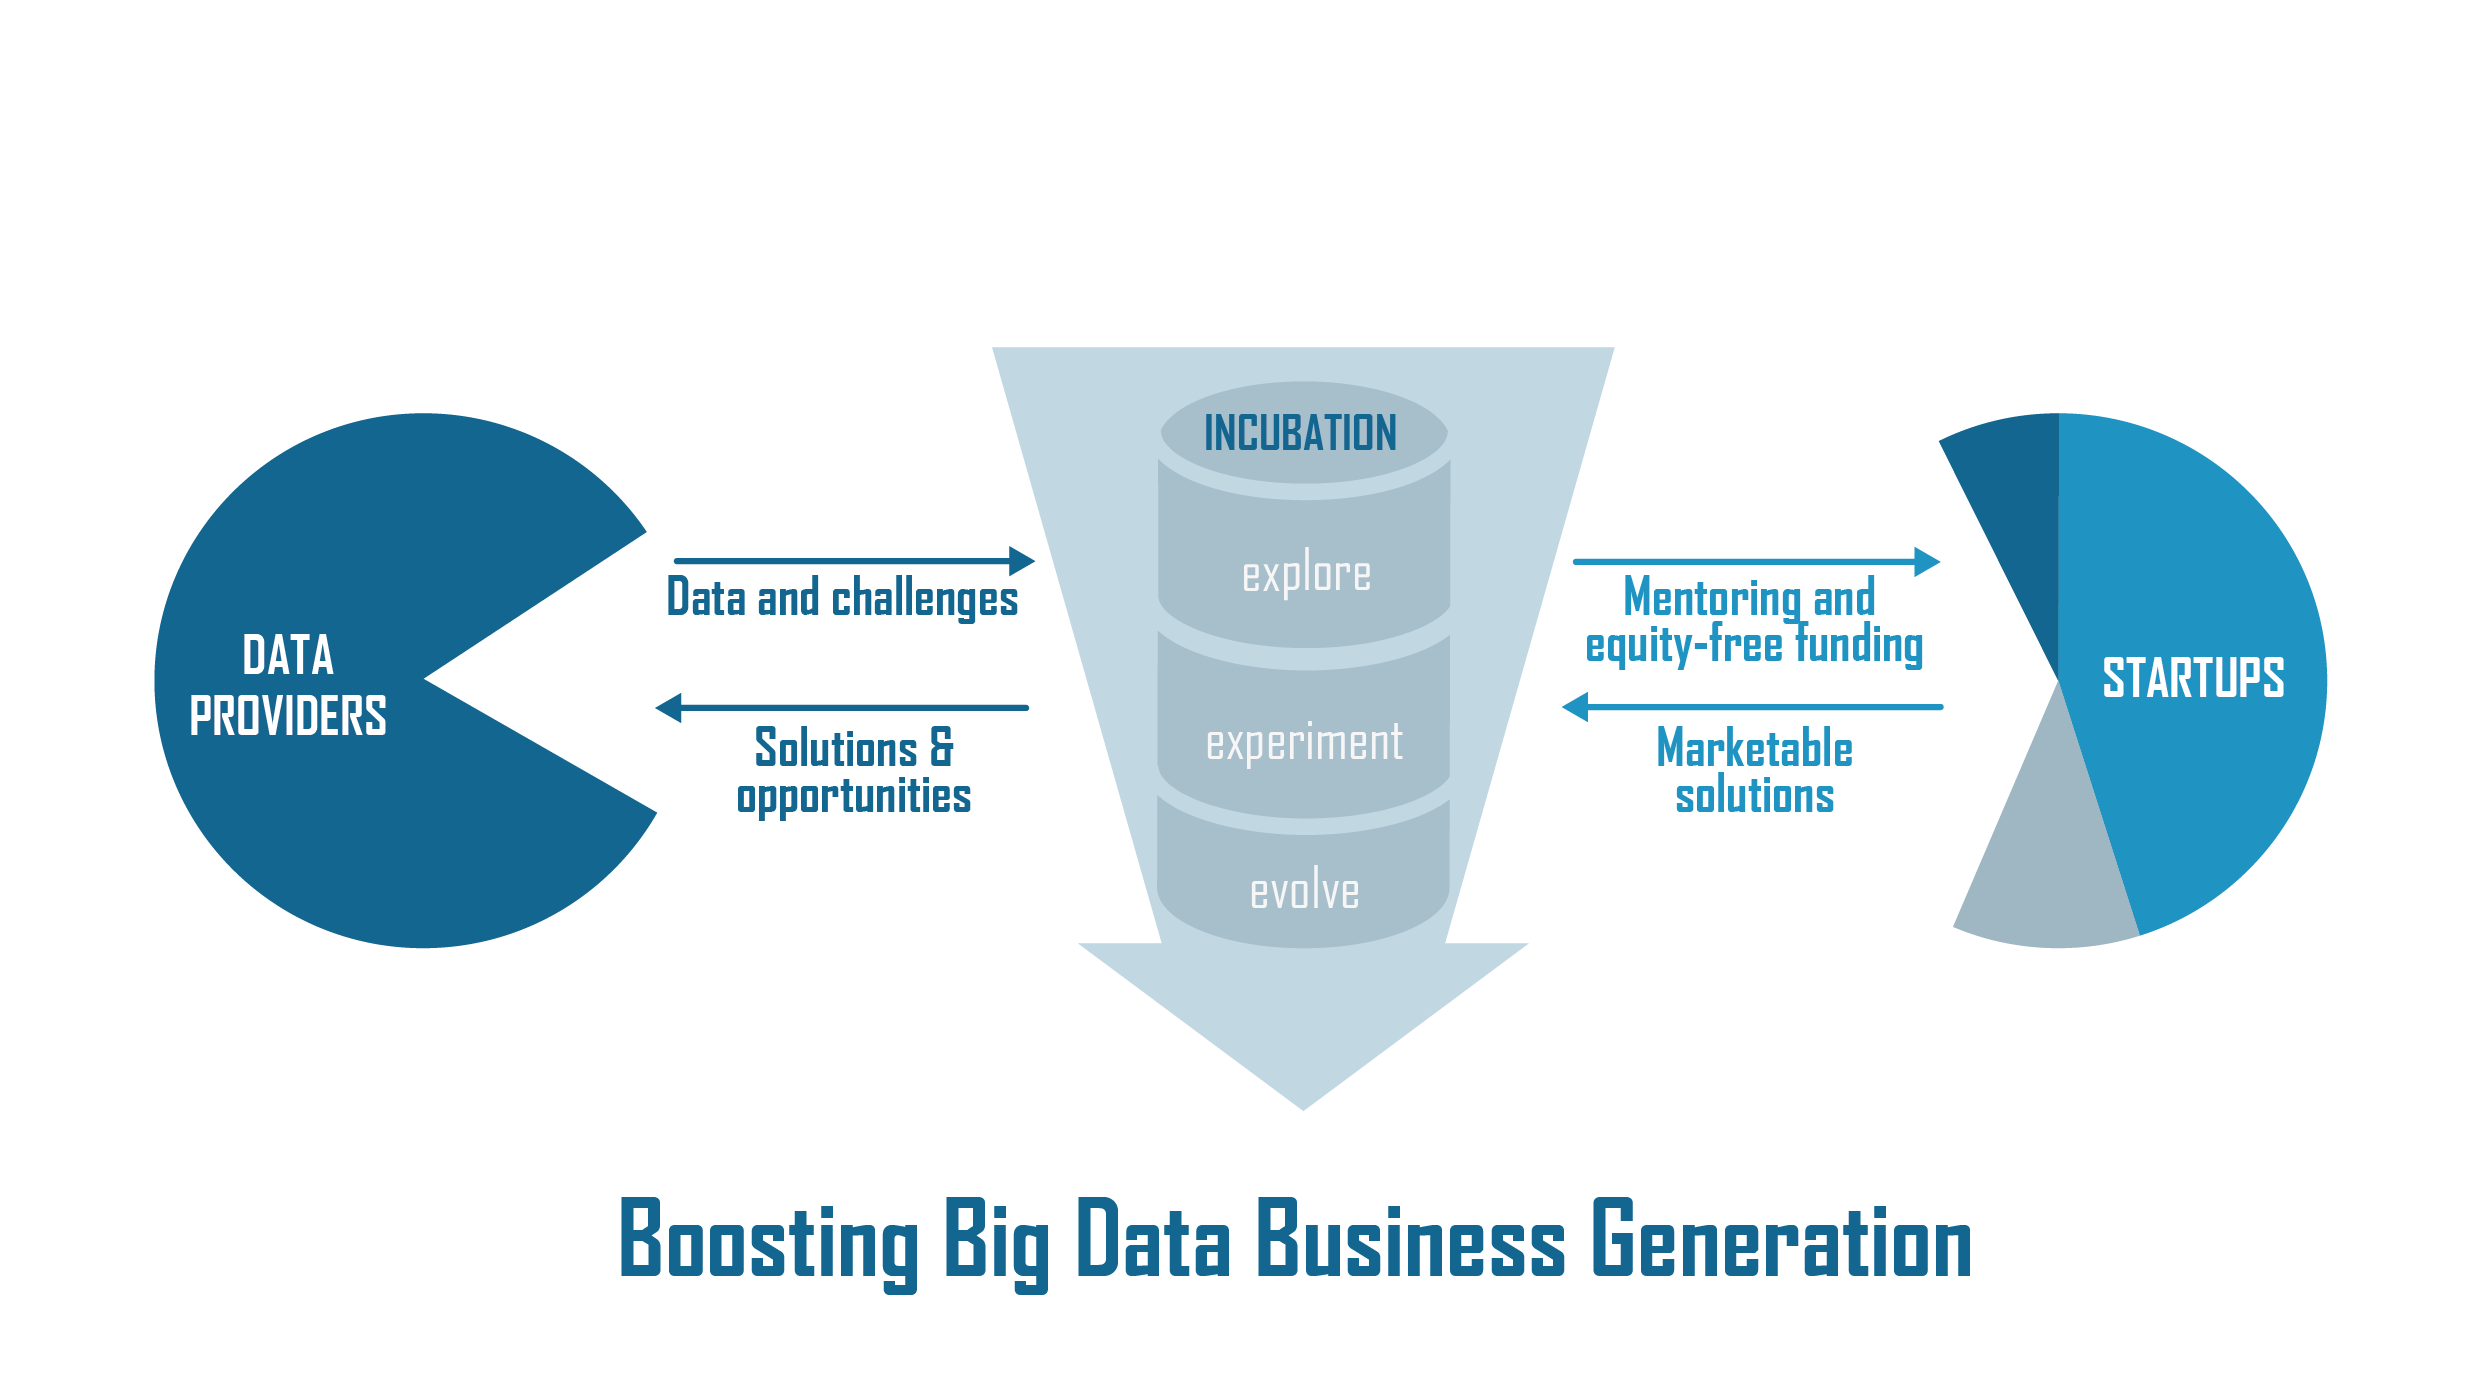 DATA
PROVIDERS
Data and challenges
Solutions &
opportunities
INCUBATION
explore
experiment
evolve
Mentoring and
equity-free funding
Marketable
solutions
STARTUPS
Boosting Big Data Business Generation